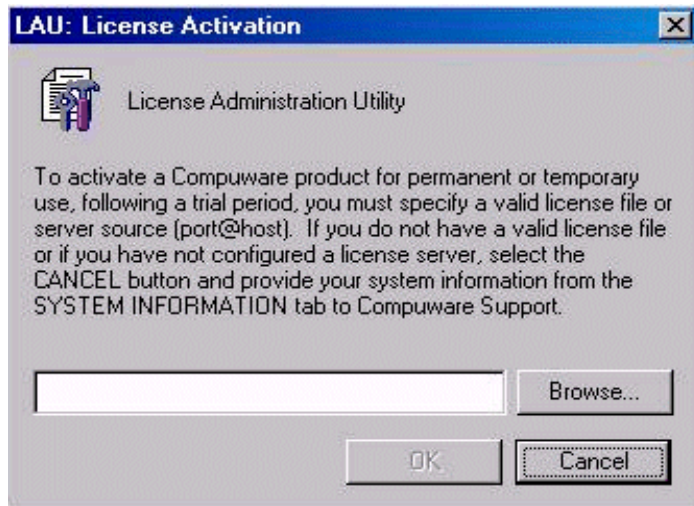 LAU: License Activation
License Administration Utility
To activate a Compuware product for permanent or temporary
use, following a trial period, you must specify a valid license file or
server source (port@host).  If you do not have a valid license file
or if you have not configured a license server, select the
CANCEL button and provide your system information from the
SYSTEM INFORMATION tab to Compuware Support.
Browse...
OK
Cancel